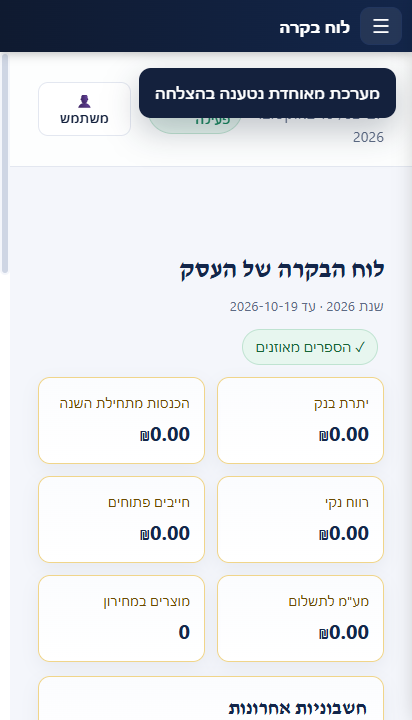 לוח בקרה
מערכת מאוחדת נטענה בהצלחה
פעילה
2026
משתמש
לוח הבקרה של העסק
שנת 2026 · עד 2026-10-19
✓ הספרים מאוזנים
יתרת בנק
₪0.00
הכנסות מתחילת השנה
₪0.00
רווח נקי
₪0.00
חייבים פתוחים
₪0.00
מע"מ לתשלום
₪0.00
מוצרים במחירון
0
חשבוניות אחרונות